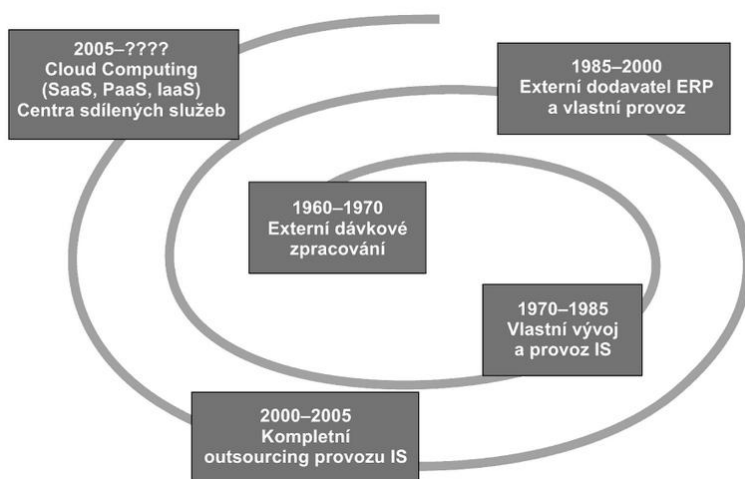 2005–????
Cloud Computing
(SaaS, PaaS, IaaS)
Centra sdílených služeb
1985–2000
Externí dodavatel ERP
a vlastní provoz
1960–1970
Externí dávkové
zpracování
1970–1985
Vlastní vývoj
a provoz IS
2000–2005
Kompletní
outsourcing provozu IS